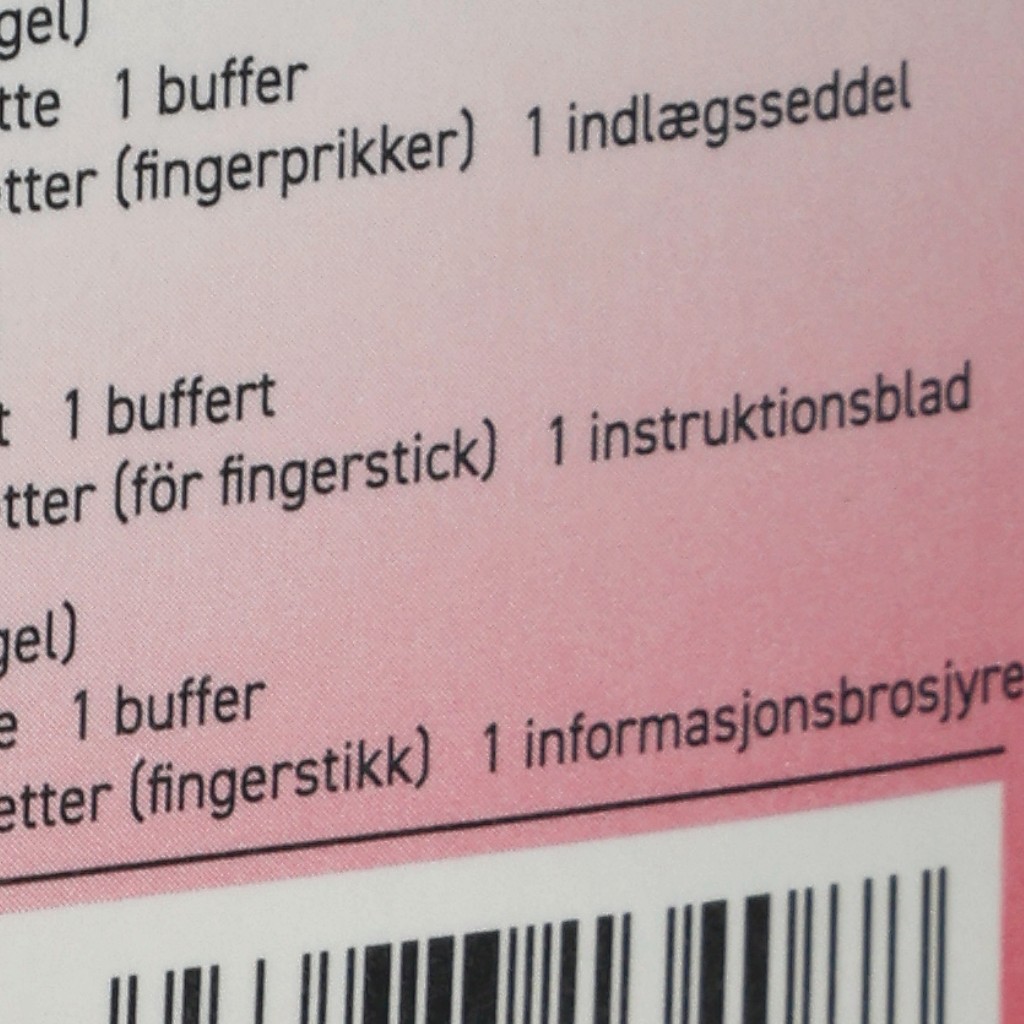 gel)
tte 1 buffer
tter (fingerprikker) 1 indlægsseddel
t 1 buffert
tter (för fingerstick) 1 instruktionsblad
gel)
e 1 buffer
etter (fingerstikk) 1 informasjonsbrosjyre